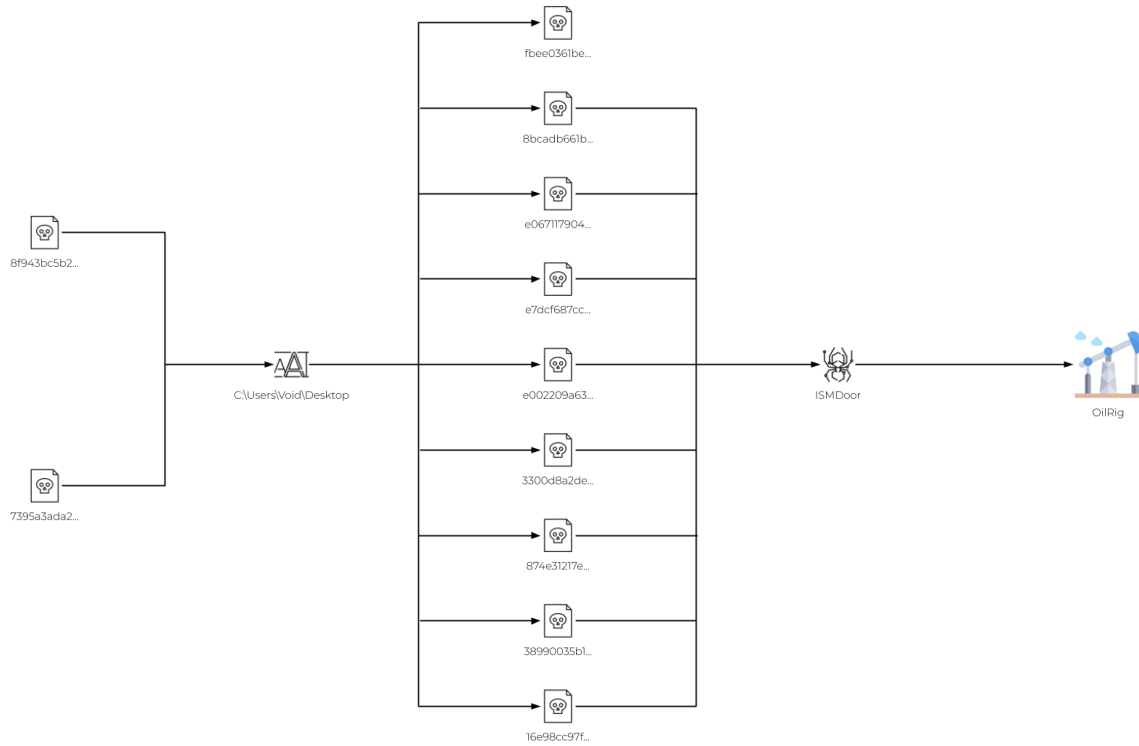 fbee0361be...
8bcadb661b...
e067117904...
8f943bc5b2...
e7dcf687cc...
C:\Users\Void\Desktop
e002209a63...
ISMDoor
OilRig
3300d8a2de...
7395a3ada2...
874e31217e...
38990035b1...
16e98cc97f...